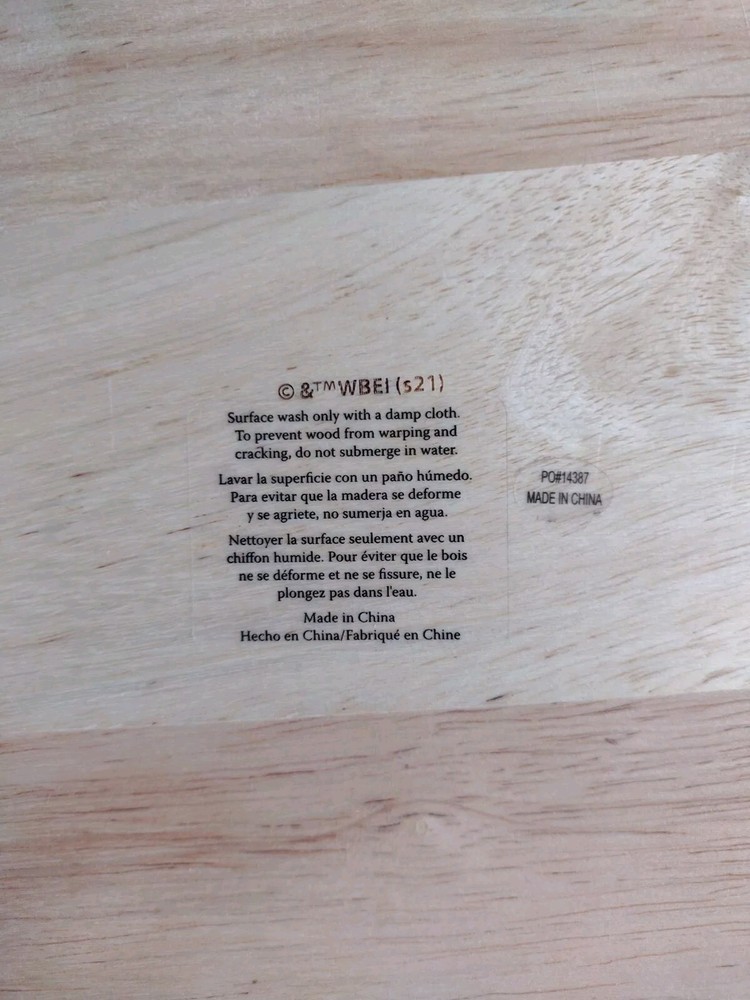 © &™WBEI (s21)
Surface wash only with a damp cloth.
To prevent wood from warping and
cracking, do not submerge in water.
Lavar la superficie con un paño húmedo.
Para evitar que la madera se deforme
y se agriete, no sumerja en agua.
Nettoyer la surface seulement avec un
chiffon humide. Pour éviter que le bois
ne se déforme et ne se fissure, ne le
plongez pas dans l'eau.
Made in China
Hecho en China/Fabriqué en Chine
PO#14387
MADE IN CHINA